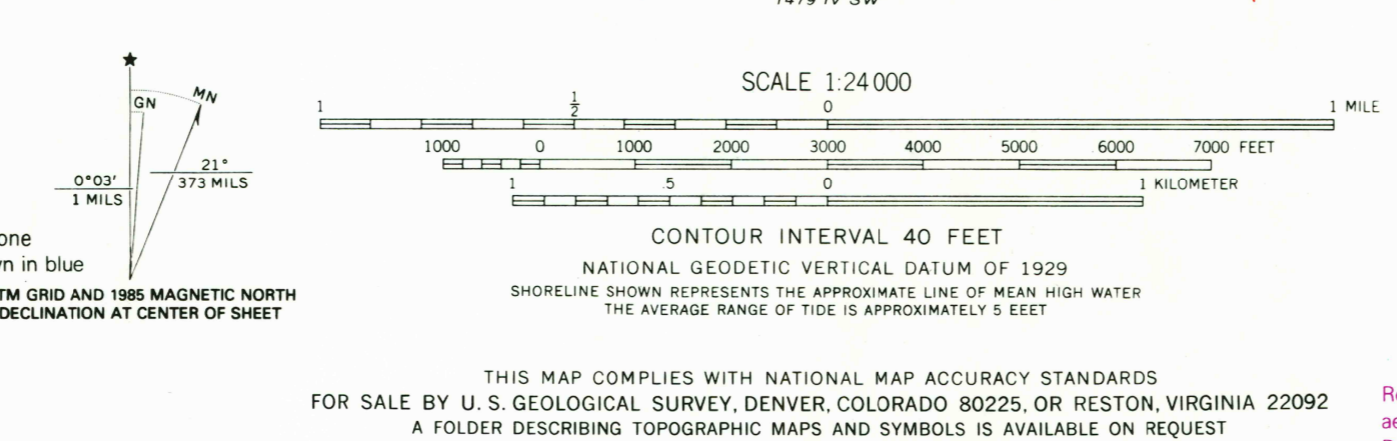 7479 IV SW
★
GN
MN
0°03'
1 MILS
21°
373 MILS
one
n in blue
TM GRID AND 1985 MAGNETIC NORTH
DECLINATION AT CENTER OF SHEET
SCALE 1:24 000
1 1/2 0 1 MILE
1000 0 1000 2000 3000 4000 5000 6000 7000 FEET
1 .5 0 1 KILOMETER
CONTOUR INTERVAL 40 FEET
NATIONAL GEODETIC VERTICAL DATUM OF 1929
SHORELINE SHOWN REPRESENTS THE APPROXIMATE LINE OF MEAN HIGH WATER
THE AVERAGE RANGE OF TIDE IS APPROXIMATELY 5 EEET
THIS MAP COMPLIES WITH NATIONAL MAP ACCURACY STANDARDS
FOR SALE BY U. S. GEOLOGICAL SURVEY, DENVER, COLORADO 80225, OR RESTON, VIRGINIA 22092
A FOLDER DESCRIBING TOPOGRAPHIC MAPS AND SYMBOLS IS AVAILABLE ON REQUEST